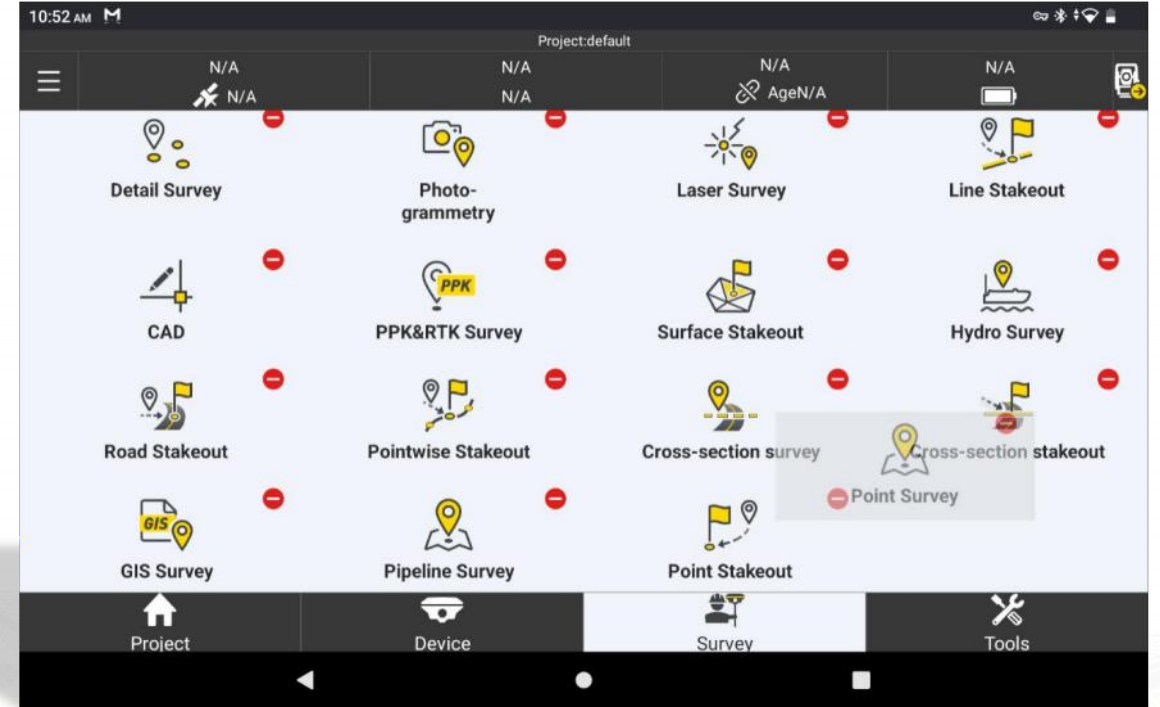 10:52 AM
Project:default
N/A
N/A
N/A
N/A
N/A
N/A
AgeN/A
N/A
Detail Survey
Photo-
grammetry
Laser Survey
Line Stakeout
CAD
PPK
PPK&RTK Survey
Surface Stakeout
Hydro Survey
Road Stakeout
Pointwise Stakeout
Cross-section survey
Cross-section stakeout
Point Survey
GIS
GIS Survey
Pipeline Survey
Point Stakeout
Project
Device
Survey
Tools